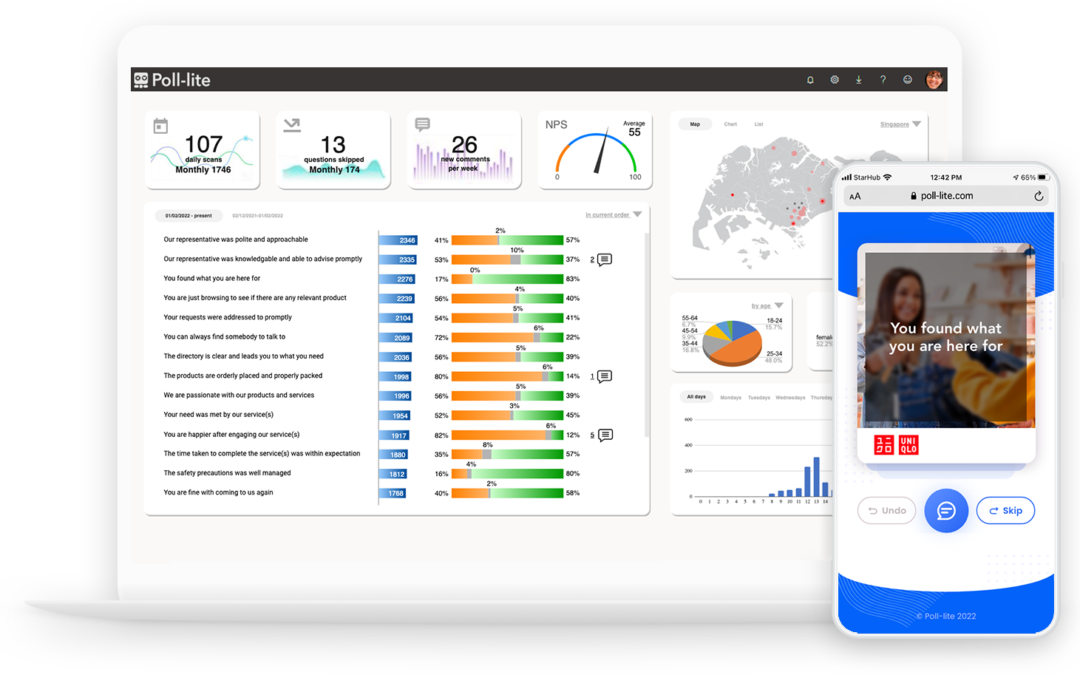 Poll-lite
107
daily scans
Monthly 1746
13
questions skipped
Monthly 174
26
new comments
per week
NPS
Average
55
0
100
01/02/2022 - present
02/12/2021-01/02/2022
In current order
Our representative was polite and approachable 2346 41% 2% 57%
Our representative was knowledgable and able to advise promptly 2335 53% 10% 37% 2
You found what you are here for 2276 17% 0% 83%
You are just browsing to see if there are any relevant product 2239 56% 4% 40%
Your requests were addressed to promptly 2104 54% 5% 41%
You can always find somebody to talk to 2089 72% 6% 22%
The directory is clear and leads you to what you need 2036 56% 5% 39%
The products are orderly placed and properly packed 1998 80% 6% 14% 1
We are passionate with our products and services 1996 56% 5% 39%
Your need was met by our service(s) 1954 52% 3% 45%
You are happier after engaging our service(s) 1917 82% 6% 12% 5
The time taken to complete the service(s) was within expectation 1880 35% 8% 57%
The safety precautions was well managed 1812 16% 4% 80%
You are fine with coming to us again 1768 40% 2% 58%
Map Chart List Singapore
by age
55-64
6.7%
45-54
9.9%
35-44
16.8%
18-24
15.7%
25-34
48.0%
52.2%
All days Mondays Tuesdays Wednesdays Thursday
600
400
200
0
0 1 2 3 4 5 6 7 8 9 10 11 12 13 14
StarHub 12:42 PM 65%
AA poll-lite.com
You found what
you are here for
ユニ
クロ
UNI
QLO
Undo
Skip
© Poll-lite 2022